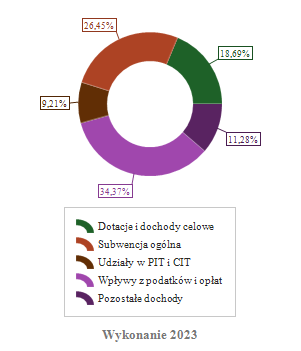 26,45%
18,69%
9,21%
11,28%
34,37%
Dotacje i dochody celowe
Subwencja ogólna
Udziały w PIT i CIT
Wpływy z podatków i opłat
Pozostałe dochody
Wykonanie 2023